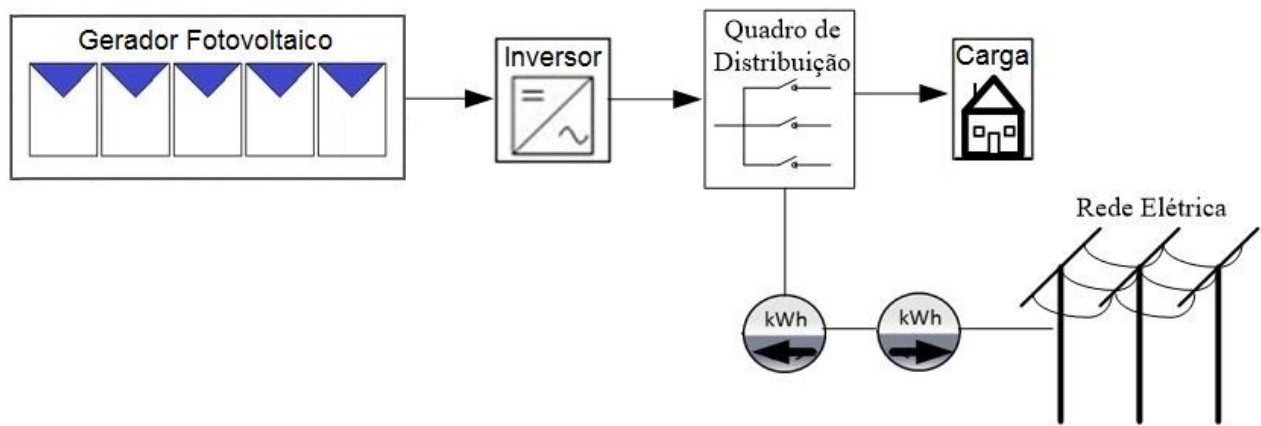 Gerador Fotovoltaico
Inversor
Quadro de
Distribuição
Carga
Rede Elétrica
kWh
kWh